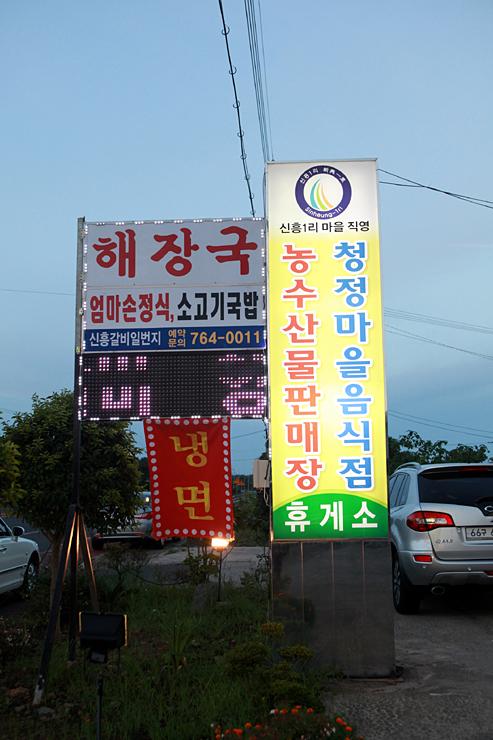 해장국
엄마손정식, 소고기국밥
신흥갈비일번지 예약문의 764-0011
냉면
Sinheung-1ri
신흥1리 마을 직영
청정마을음식점
농수산물판매장
휴게소